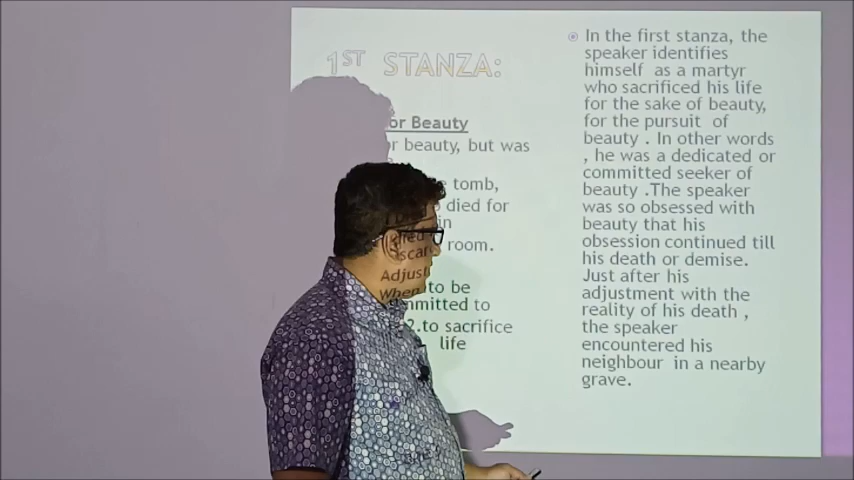 1ST STANZA:
or Beauty
r beauty, but was
tomb,
died for
in
room.
Adjust
When
to be
mmitted to
2.to sacrifice
life
In the first stanza, the
speaker identifies
himself as a martyr
who sacrificed his life
for the sake of beauty,
for the pursuit of
beauty . In other words
, he was a dedicated or
committed seeker of
beauty .The speaker
was so obsessed with
beauty that his
obsession continued till
his death or demise.
Just after his
adjustment with the
reality of his death ,
the speaker
encountered his
neighbour in a nearby
grave.